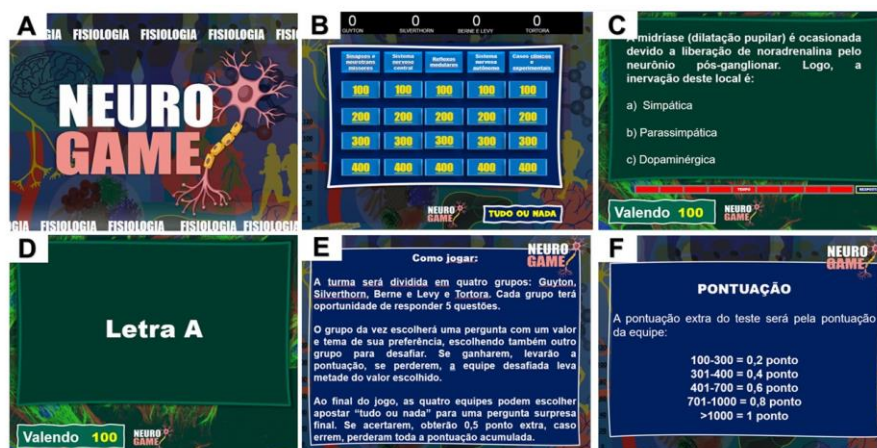 A
FISIOLOGIA FISIOLOGIA FISIOLOGIA
NEURO
GAME
FISIOLOGIA FISIOLOGIA FISIOLOGIA
B
0 0 0 0
GUYTON SILVERTHORN BERNE E LEVY TORTORA
Sinapses e neurotransmissores
Sistema nervoso central
Reflexos medulares
Sistema nervoso autônomo
Casos clínicos e experimentais
100 100 100 100 100
200 200 200 200 200
300 300 300 300 300
400 400 400 400 400
NEURO
GAME
TUDO OU NADA
C
A midríase (dilatação pupilar) é ocasionada
devido a liberação de noradrenalina pelo
neurônio pós-ganglionar. Logo, a
inervação deste local é:
a) Simpática
b) Parassimpática
c) Dopaminérgica
TEMPO
Valendo 100
NEURO
GAME
D
Letra A
Valendo 100
E
NEURO
GAME
Como jogar:
A turma será dividida em quatro grupos: Guyton,
Silverthorn, Berne e Levy e Tortora. Cada grupo terá
oportunidade de responder 5 questões.
O grupo da vez escolherá uma pergunta com um valor
e tema de sua preferência, escolhendo também outro
grupo para desafiar. Se ganharem, levarão a
pontuação, se perderem, a equipe desafiada leva
metade do valor escolhido.
Ao final do jogo, as quatro equipes podem escolher
apostar “tudo ou nada” para uma pergunta surpresa
final. Se acertarem, obterão 0,5 ponto extra, caso
errem, perderam toda a pontuação acumulada.
F
NEURO
GAME
PONTUAÇÃO
A pontuação extra do teste será pela pontuação
da equipe:
100-300 = 0,2 ponto
301-400 = 0,4 ponto
401-700 = 0,6 ponto
701-1000 = 0,8 ponto
>1000 = 1 ponto